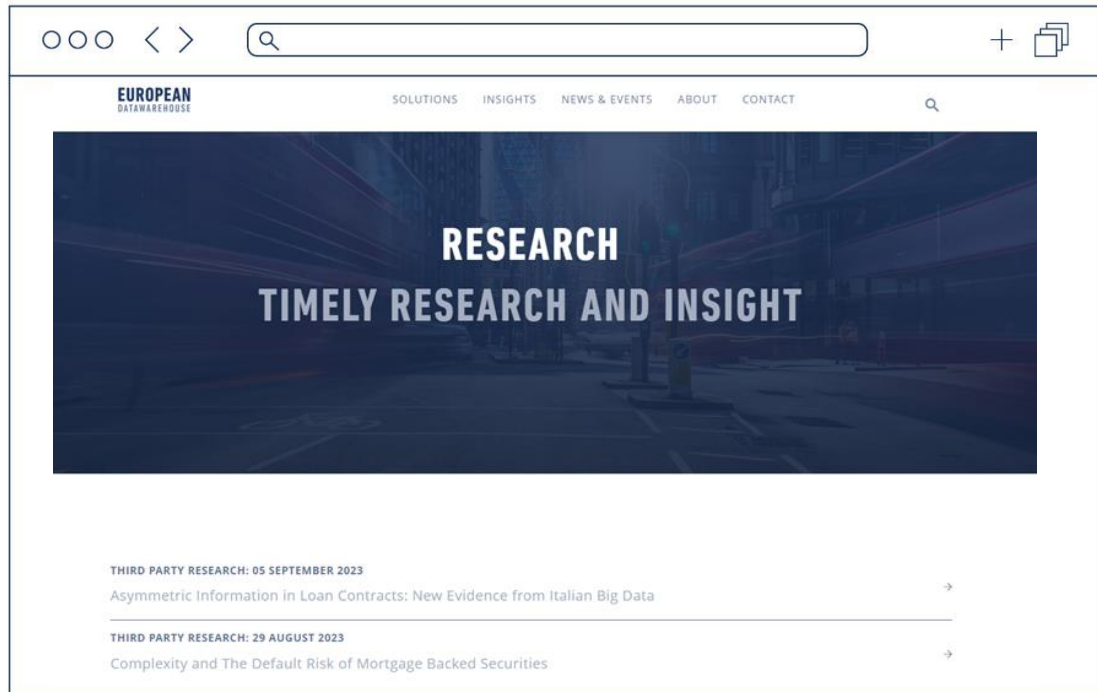 EUROPEAN
DATAWAREHOUSE
SOLUTIONS INSIGHTS NEWS & EVENTS ABOUT CONTACT
RESEARCH
TIMELY RESEARCH AND INSIGHT
THIRD PARTY RESEARCH: 05 SEPTEMBER 2023
Asymmetric Information in Loan Contracts: New Evidence from Italian Big Data
THIRD PARTY RESEARCH: 29 AUGUST 2023
Complexity and The Default Risk of Mortgage Backed Securities